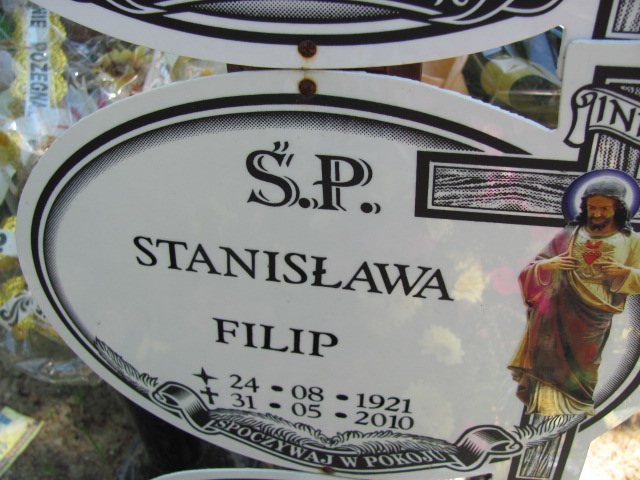 Ś.P.
STANISŁAWA
FILIP
24 • 08 • 1921
31 • 05 • 2010
SPOCZYWAJ W POKOJU